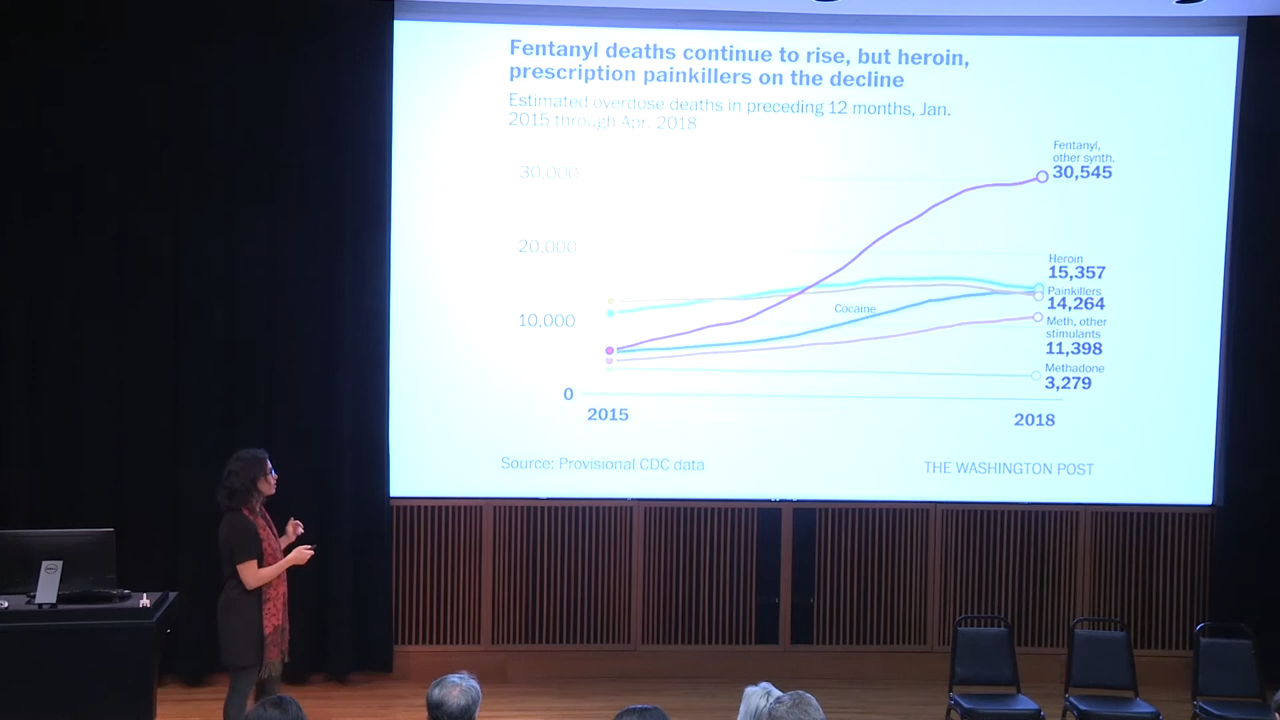 Fentanyl deaths continue to rise, but heroin,
prescription painkillers on the decline
Estimated overdose deaths in preceding 12 months, Jan.
2015 through Apr. 2018
Fentanyl,
other synth.
30,545
30,000
20,000
Heroin
15,357
Painkillers
14,264
Cocaine
10,000
Meth, other
stimulants
11,398
Methadone
3,279
0
2015
2018
Source: Provisional CDC data
THE WASHINGTON POST
DELL